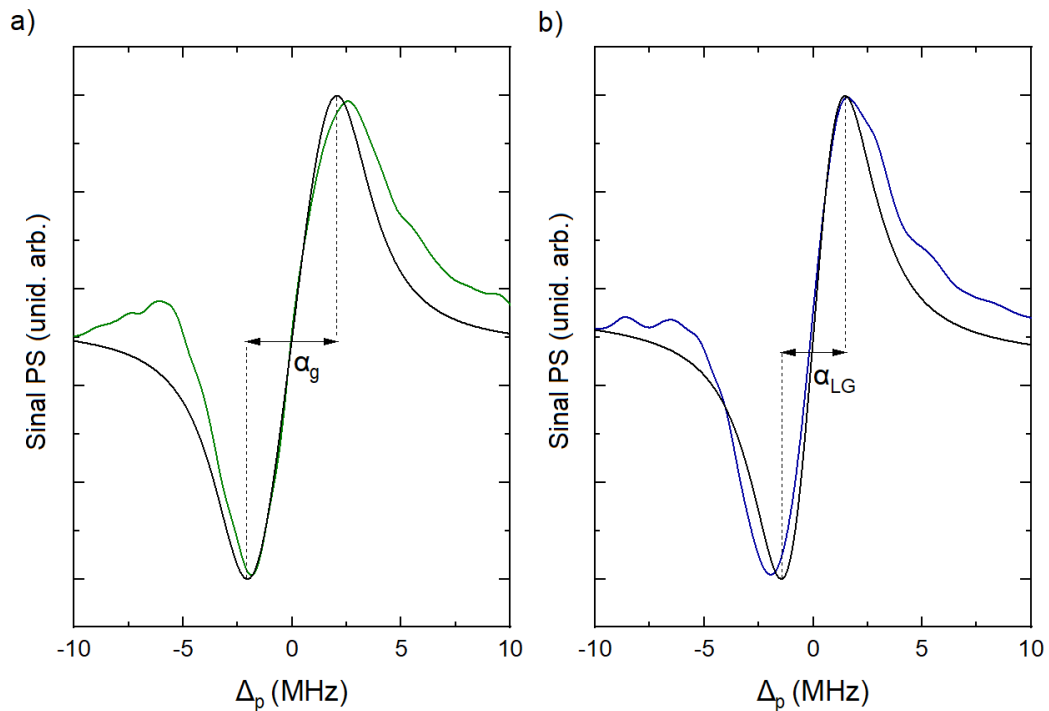 a)
Sinal PS (unid. arb.)
α_g
-10 -5 0 5 10
Δ_p (MHz)
b)
Sinal PS (unid. arb.)
α_LG
-10 -5 0 5 10
Δ_p (MHz)